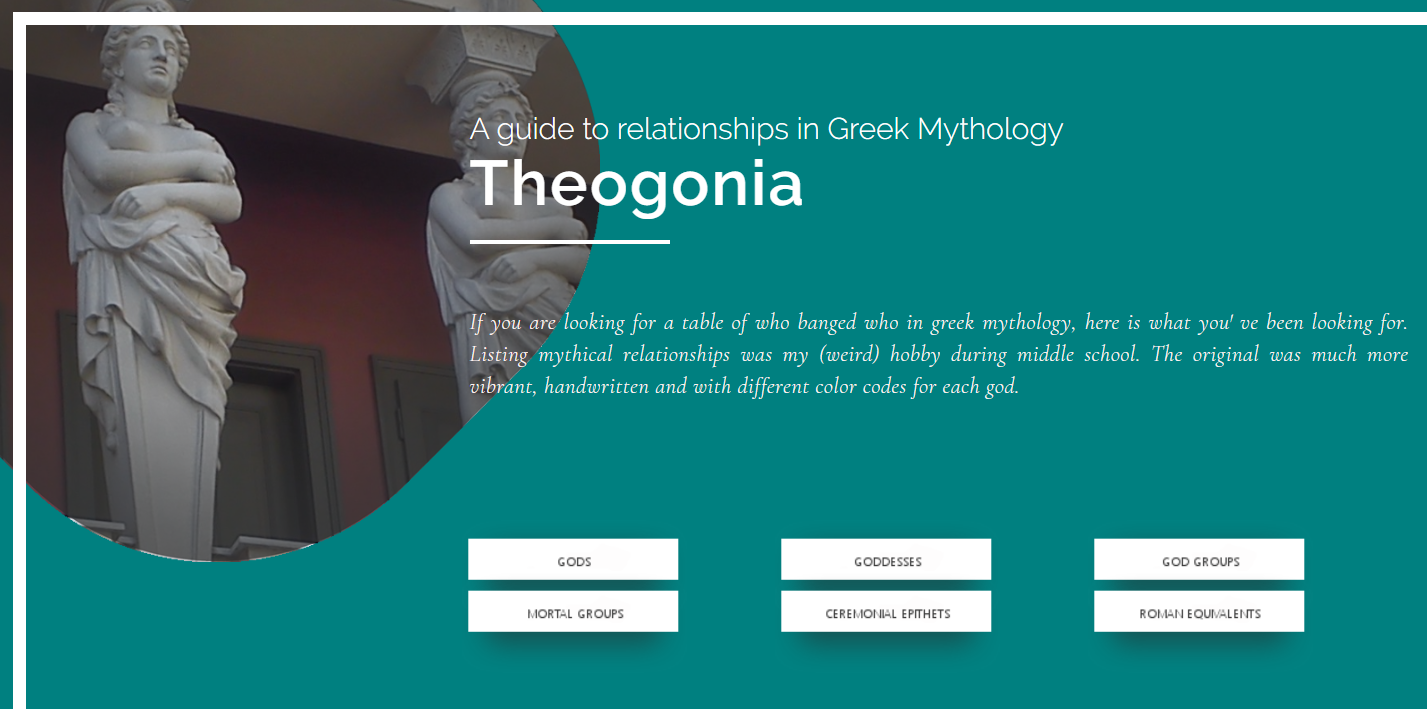 A guide to relationships in Greek Mythology
Theogonia
If you are looking for a table of who banged who in greek mythology, here is what you' ve been looking for.
Listing mythical relationships was my (weird) hobby during middle school. The original was much more
vibrant, handwritten and with different color codes for each god.
GODS GODDESSES GOD GROUPS
MORTAL GROUPS CEREMONIAL EPITHETS ROMAN EQUIVALENTS